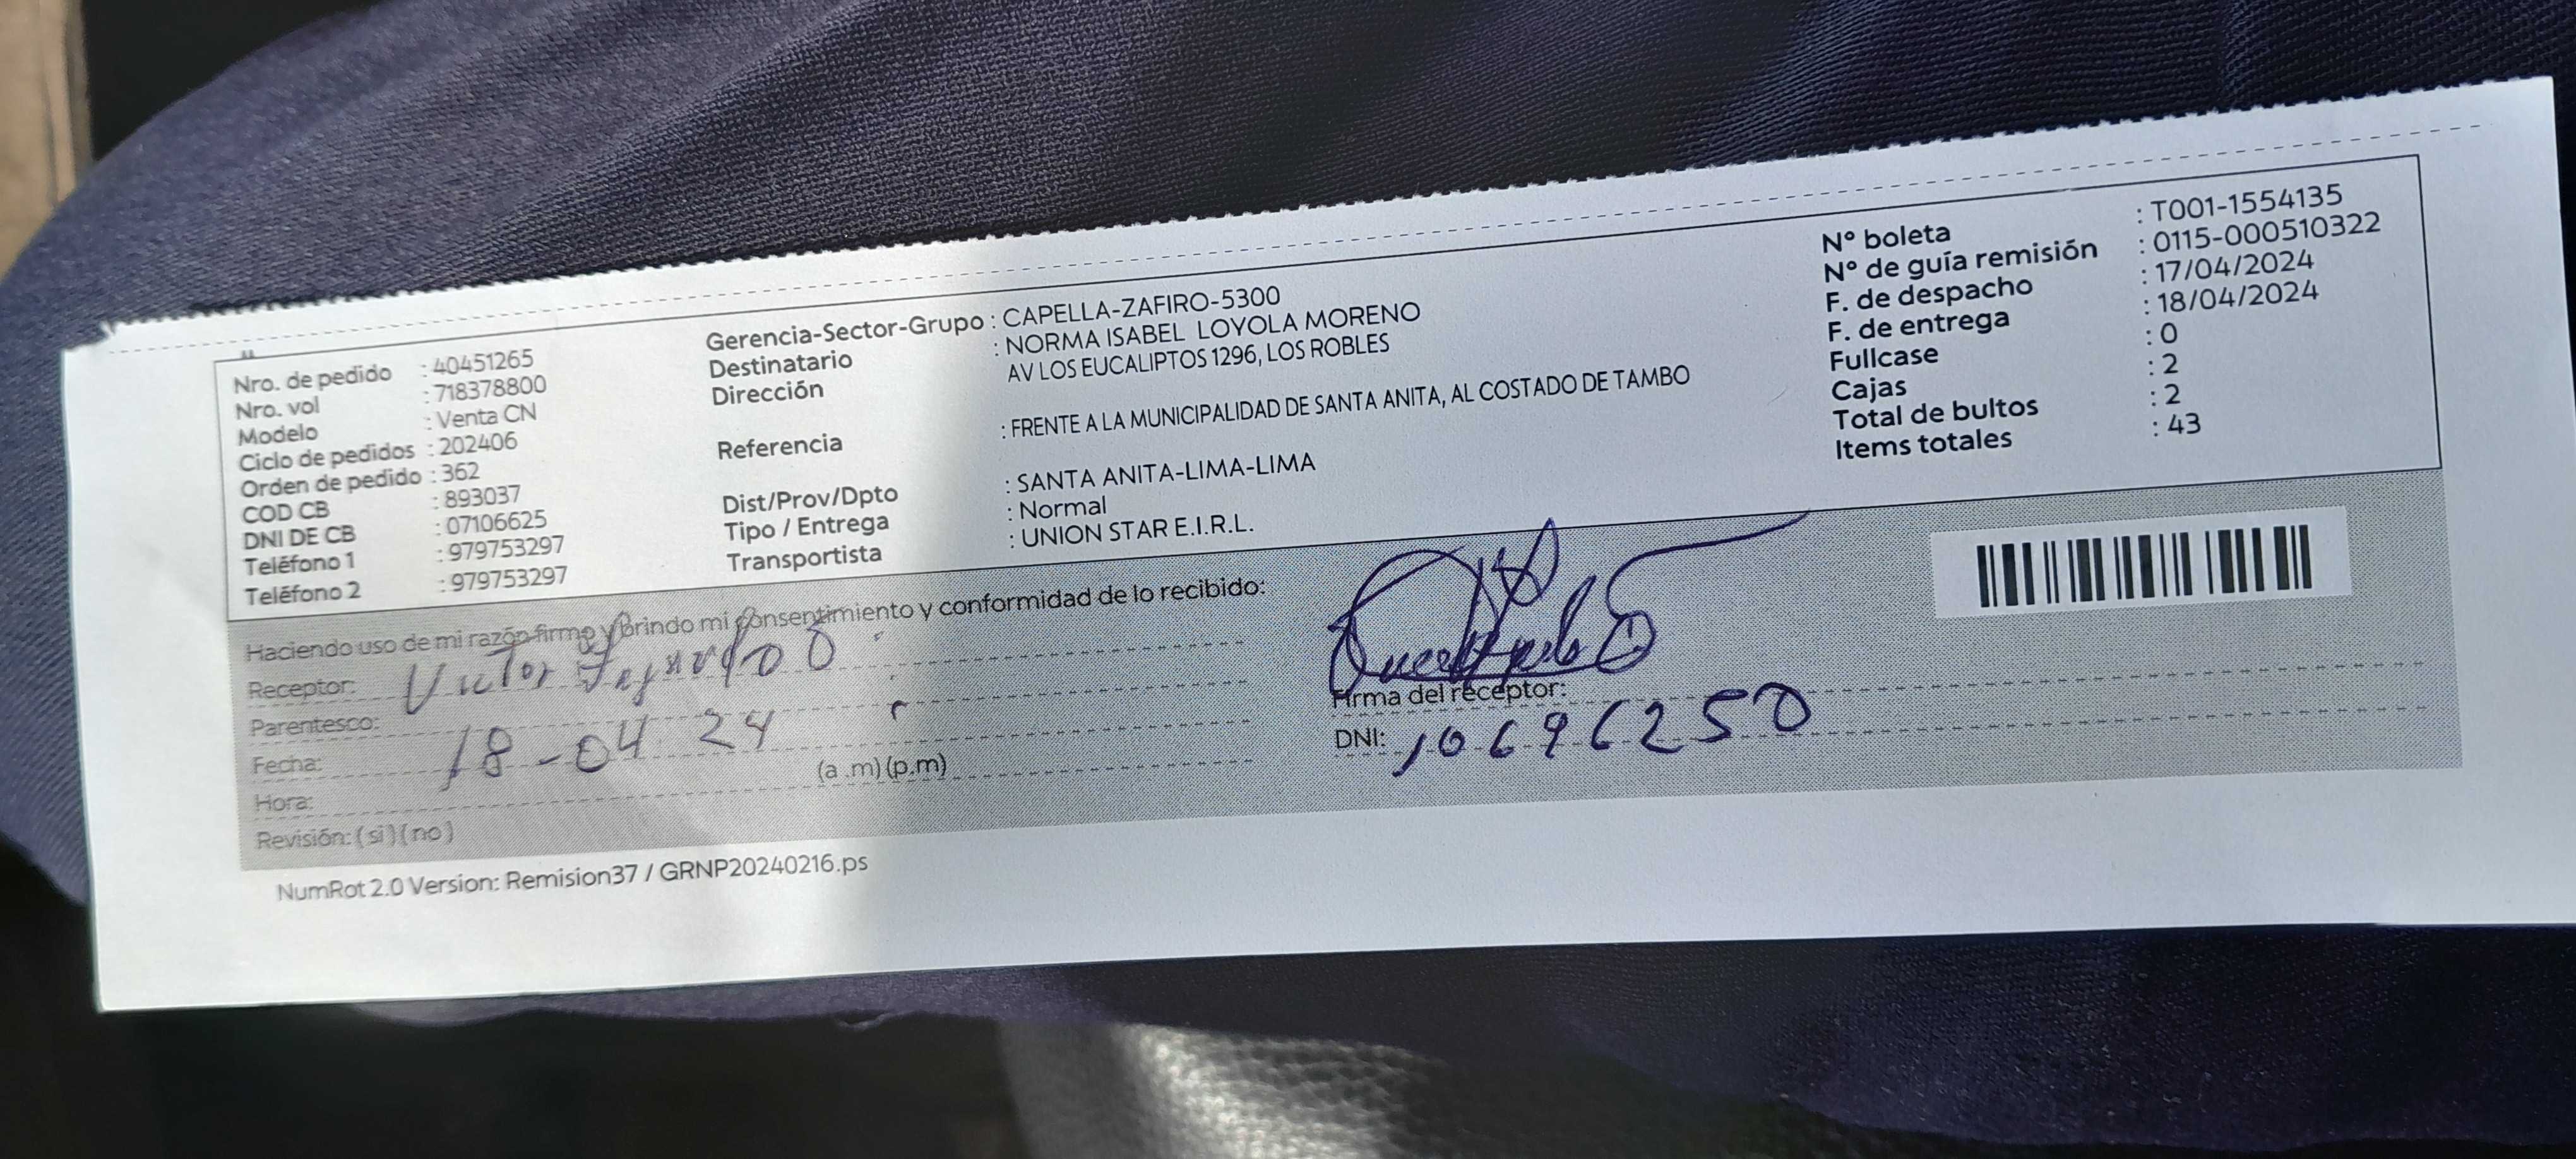 Nro. de pedido : 40451265
Nro. vol : 718378800
Modelo : Venta CN
Ciclo de pedidos : 202406
Orden de pedido : 362
COD CB : 893037
DNI DE CB : 07106625
Teléfono 1 : 979753297
Teléfono 2 : 979753297
Gerencia-Sector-Grupo : CAPELLA-ZAFIRO-5300
Destinatario : NORMA ISABEL LOYOLA MORENO
Dirección AV LOS EUCALIPTOS 1296, LOS ROBLES
Referencia : FRENTE A LA MUNICIPALIDAD DE SANTA ANITA, AL COSTADO DE TAMBO
Dist/Prov/Dpto : SANTA ANITA-LIMA-LIMA
Tipo / Entrega : Normal
Transportista : UNION STAR E.I.R.L.
N° boleta : T001-1554135
N° de guía remisión : 0115-000510322
F. de despacho : 17/04/2024
F. de entrega : 18/04/2024
Fullcase : 0
Cajas : 2
Total de bultos : 2
Items totales : 43
Haciendo uso de mi razón firmo y brindo mi consentimiento y conformidad de lo recibido:
Receptor: Victor
Parentesco:
Fecha: 18-04-24
Hora: (a .m) (p.m)
Revisión: (si) (no)
Firma del receptor:
DNI: 10696250
NumRot 2.0 Version: Remision37 / GRNP20240216.ps